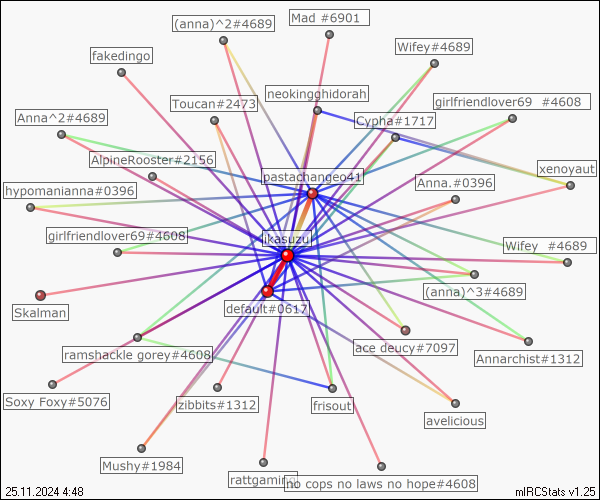 (anna)^2#4689
Mad #6901
Wifey#4689
fakedingo
neokingghidorah
Toucan#2473
girlfriendlover69 #4608
Anna^2#4689
Cypha#1717
AlpineRooster#2156
pastachangeo41
xenoyaut
hypomanianna#0396
Anna.#0396
girlfriendlover69#4608
ikasuzu
Wifey #4689
(anna)^3#4689
Skalman
default#0617
ramshackle gorey#4608
ace deucy#7097
Annarchist#1312
Soxy Foxy#5076
zibbits#1312
frisout
avelicious
Mushy#1984
rattgaming
no cops no laws no hope#4608
25.11.2024 4:48
mIRCStats v1.25